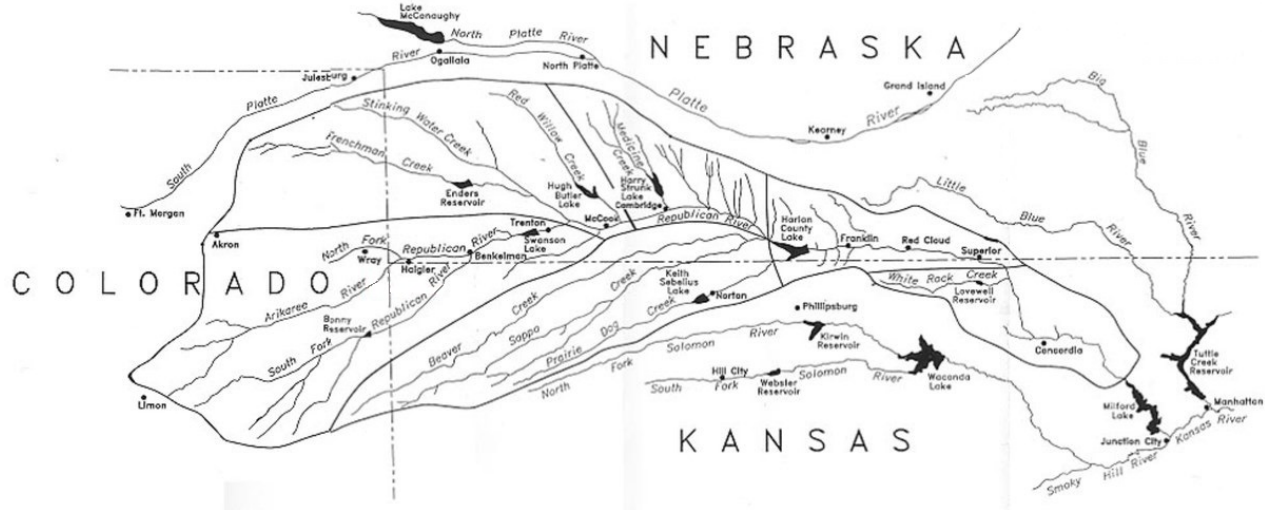 Lake
McConaughy
North Platte River
River
Ogallala
North Platte
NEBRASKA
Julesburg
Platte
South
Platte
River
Grand Island
Kearney
Big
Blue
River
Stinking Water Creek
Red
Willow
Creek
Medicine
Creek
Frenchman Creek
Enders
Reservoir
Hugh
Butler
Lake
Harry
Strunk
Lake
Cambridge
Little
Blue
River
Ft. Morgan
Akron
Trenton
McCook
Republican River
Harlan
County
Lake
Franklin
Red Cloud
Superior
North Fork
Republican River
Swanson
Lake
Wray
Haigler
Benkelman
COLORADO
Arikaree River
Bonny
Reservoir
South Fork Republican River
Keith
Sebelius
Lake
Norton
White Rock Creek
Lovewell
Reservoir
Beaver Creek
Sappa Creek
Prairie Dog Creek
Phillipsburg
Kirwin
Reservoir
North Fork Solomon River
Concordia
Tuttle
Creek
Reservoir
Hill City
South Fork Solomon River
Webster
Reservoir
Waconda
Lake
Limon
Milford
Lake
Manhattan
KANSAS
Junction City
Kansas River
Smoky Hill River